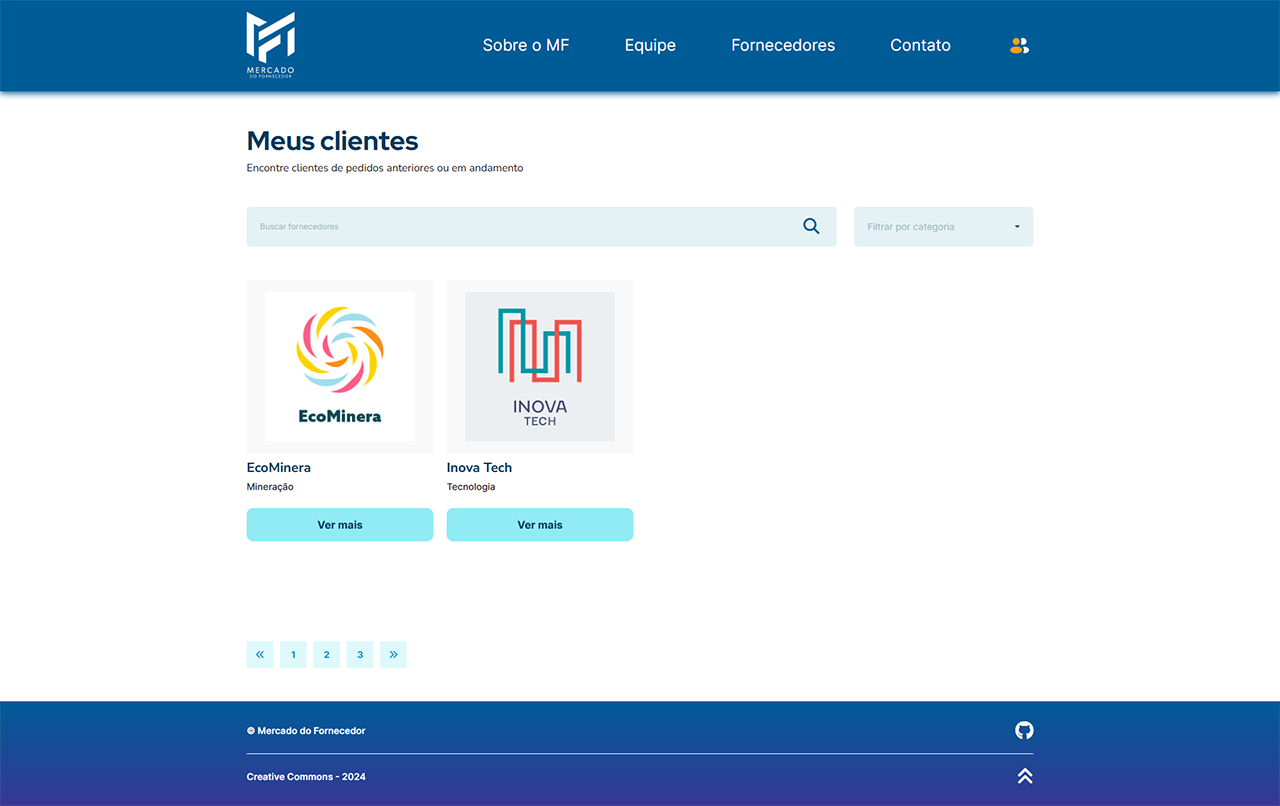 MERCADO
DO FORNECEDOR
Sobre o MF
Equipe
Fornecedores
Contato
Meus clientes
Encontre clientes de pedidos anteriores ou em andamento
Buscar fornecedores
Filtrar por categoria
EcoMinera
INOVA
TECH
EcoMinera
Inova Tech
Mineração
Tecnologia
Ver mais
Ver mais
« 1 2 3 »
© Mercado do Fornecedor
Creative Commons - 2024